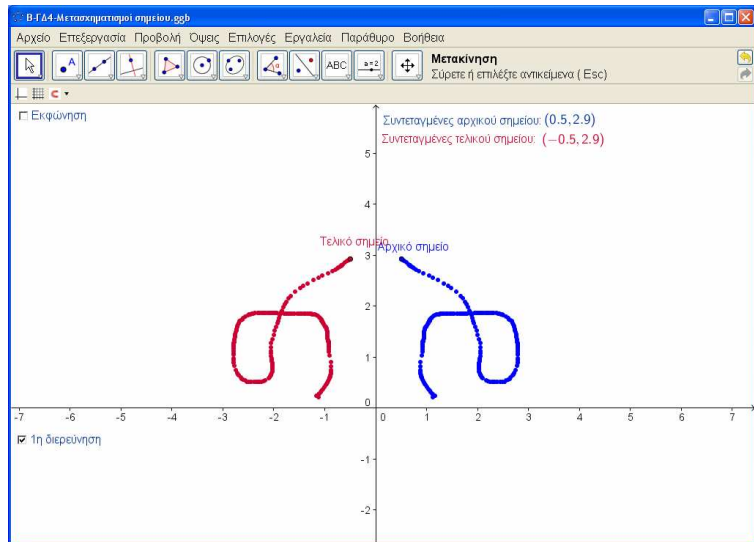 Β-ΓΔ4-Μετασχηματισμοί σημείου.ggb
Αρχείο Επεξεργασία Προβολή Όψεις Επιλογές Εργαλεία Παράθυρο Βοήθεια
A
α
ABC
a=2
Μετακίνηση
Σύρετε ή επιλέξτε αντικείμενα ( Esc)
Εκφώνηση
Συντεταγμένες αρχικού σημείου: (0.5, 2.9)
Συντεταγμένες τελικού σημείου: (−0.5, 2.9)
5
4
Τελικό σημείο
Αρχικό σημείο
3
2
1
0
-7 -6 -5 -4 -3 -2 -1 0 1 2 3 4 5 6 7
1η διερεύνηση
-1
-2